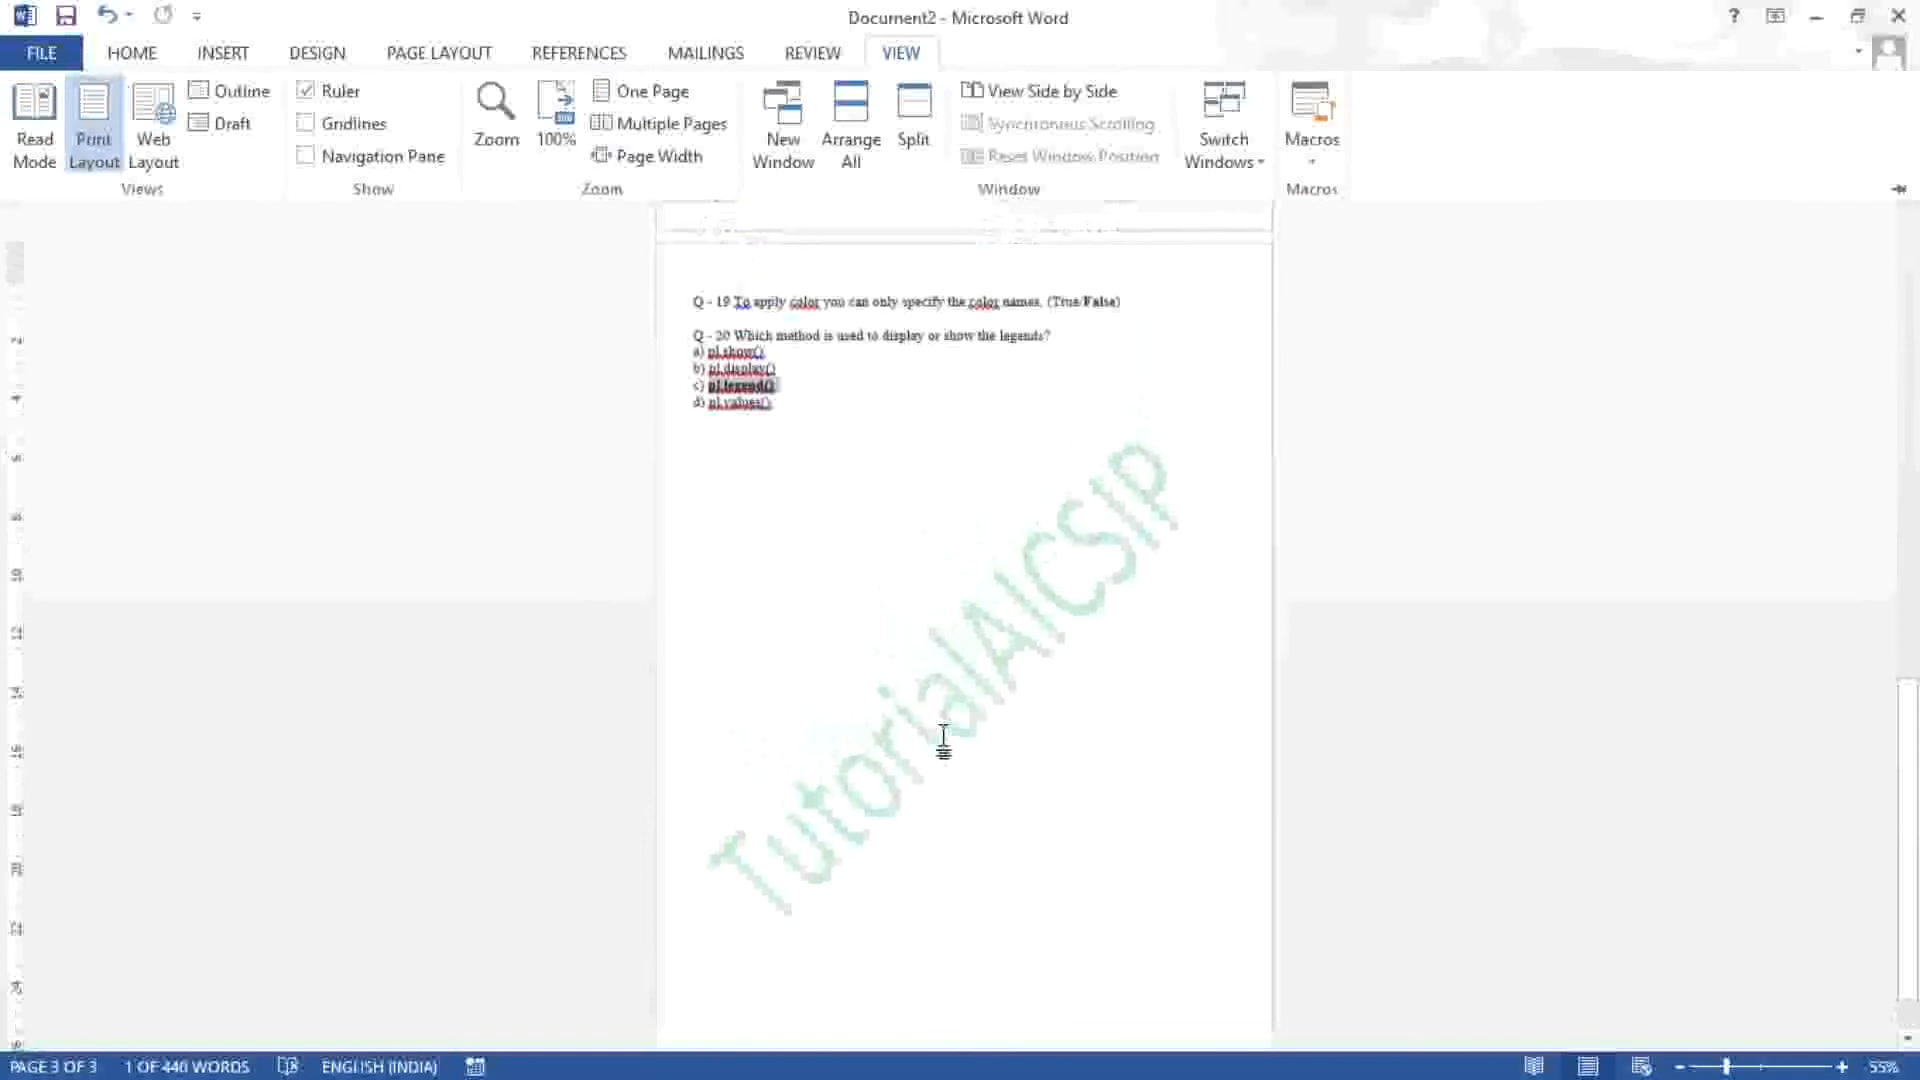 Document2 - Microsoft Word
?
FILE HOME INSERT DESIGN PAGE LAYOUT REFERENCES MAILINGS REVIEW VIEW
Read Mode
Print Layout
Web Layout
Outline
Draft
Views
Ruler
Gridlines
Navigation Pane
Show
Zoom
100%
One Page
Multiple Pages
Page Width
Zoom
New Window
Arrange All
Split
View Side by Side
Synchronous Scrolling
Reset Window Position
Window
Switch Windows
Macros
Macros
Q - 19 To apply color you can only specify the color names. (True/False)
Q - 20 Which method is used to display or show the legends?
a) pl.show()
b) pl.display()
c) pl.legend()
d) pl.values()
TutorialAICSIP
PAGE 3 OF 3 1 OF 440 WORDS ENGLISH (INDIA) 55%